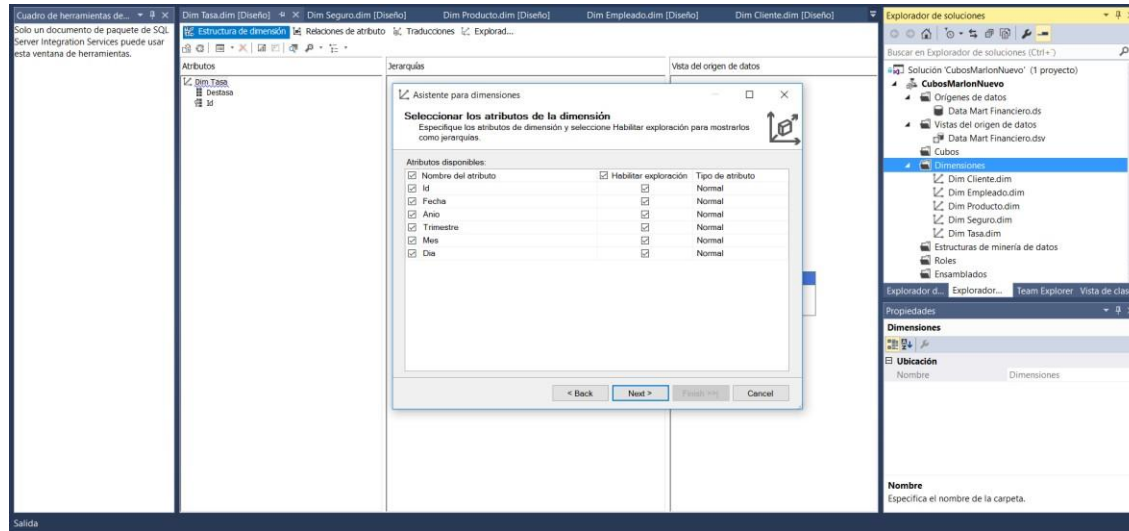 Cuadro de herramientas de...
Solo un documento de paquete de SQL
Server Integration Services puede usar
esta ventana de herramientas.
Dim Tasa.dim [Diseño]
Dim Seguro.dim [Diseño]
Dim Producto.dim [Diseño]
Dim Empleado.dim [Diseño]
Dim Cliente.dim [Diseño]
Estructura de dimensión
Relaciones de atributo
Traducciones
Explorad...
Atributos
Dim Tasa
Destasa
Id
Jerarquías
Vista del origen de datos
Asistente para dimensiones
Seleccionar los atributos de la dimensión
Especifique los atributos de dimensión y seleccione Habilitar exploración para mostrarlos
como jerarquías.
Atributos disponibles:
Nombre del atributo Habilitar exploración Tipo de atributo
Id Normal
Fecha Normal
Anio Normal
Trimestre Normal
Mes Normal
Dia Normal
< Back Next > Finish >>| Cancel
Explorador de soluciones
Buscar en Explorador de soluciones (Ctrl+¨)
Solución 'CubosMarlonNuevo' (1 proyecto)
CubosMarlonNuevo
Orígenes de datos
Data Mart Financiero.ds
Vistas del origen de datos
Data Mart Financiero.dsv
Cubos
Dimensiones
Dim Cliente.dim
Dim Empleado.dim
Dim Producto.dim
Dim Seguro.dim
Dim Tasa.dim
Estructuras de minería de datos
Roles
Ensamblados
Explorador d... Explorador... Team Explorer Vista de clas
Propiedades
Dimensiones
Ubicación
Nombre Dimensiones
Nombre
Especifica el nombre de la carpeta.
Salida